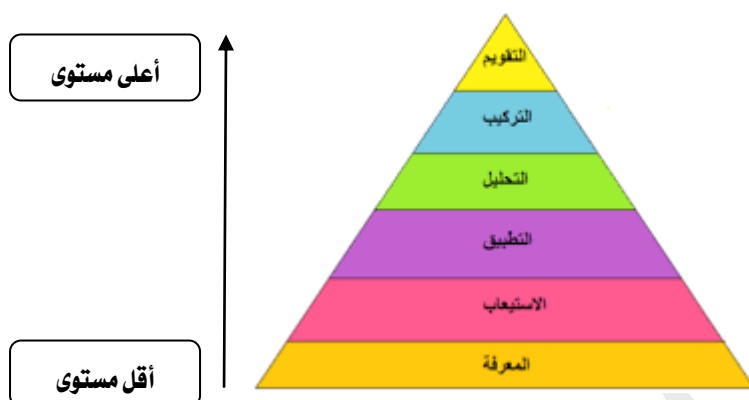 أعلى مستوى
التقويم
التركيب
التحليل
التطبيق
الاستيعاب
المعرفة
أقل مستوى